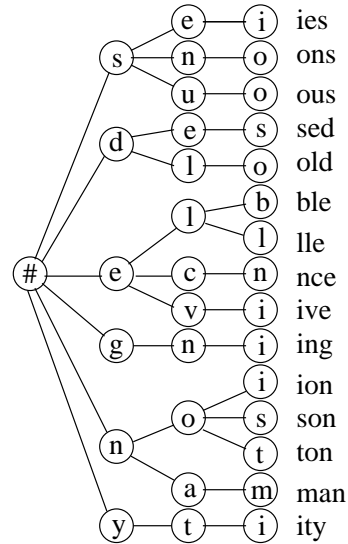 e i ies
s n o ons
u o ous
d e s sed
l o old
b ble
l l lle
# e c n nce
v i ive
g n i ing
i ion
o s son
n t ton
a m man
y t i ity